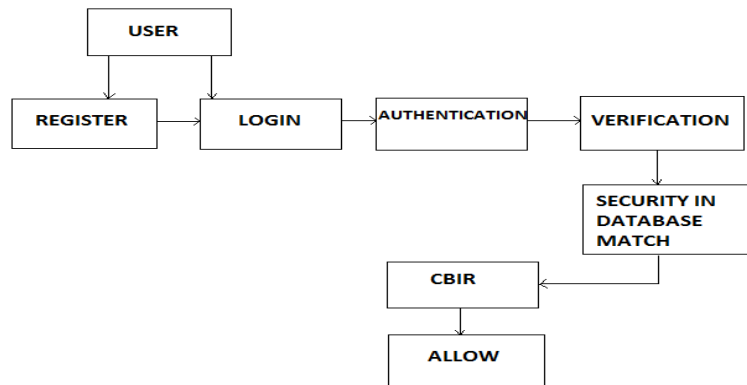 USER
REGISTER
LOGIN
AUTHENTICATION
VERIFICATION
SECURITY IN
DATABASE
MATCH
CBIR
ALLOW